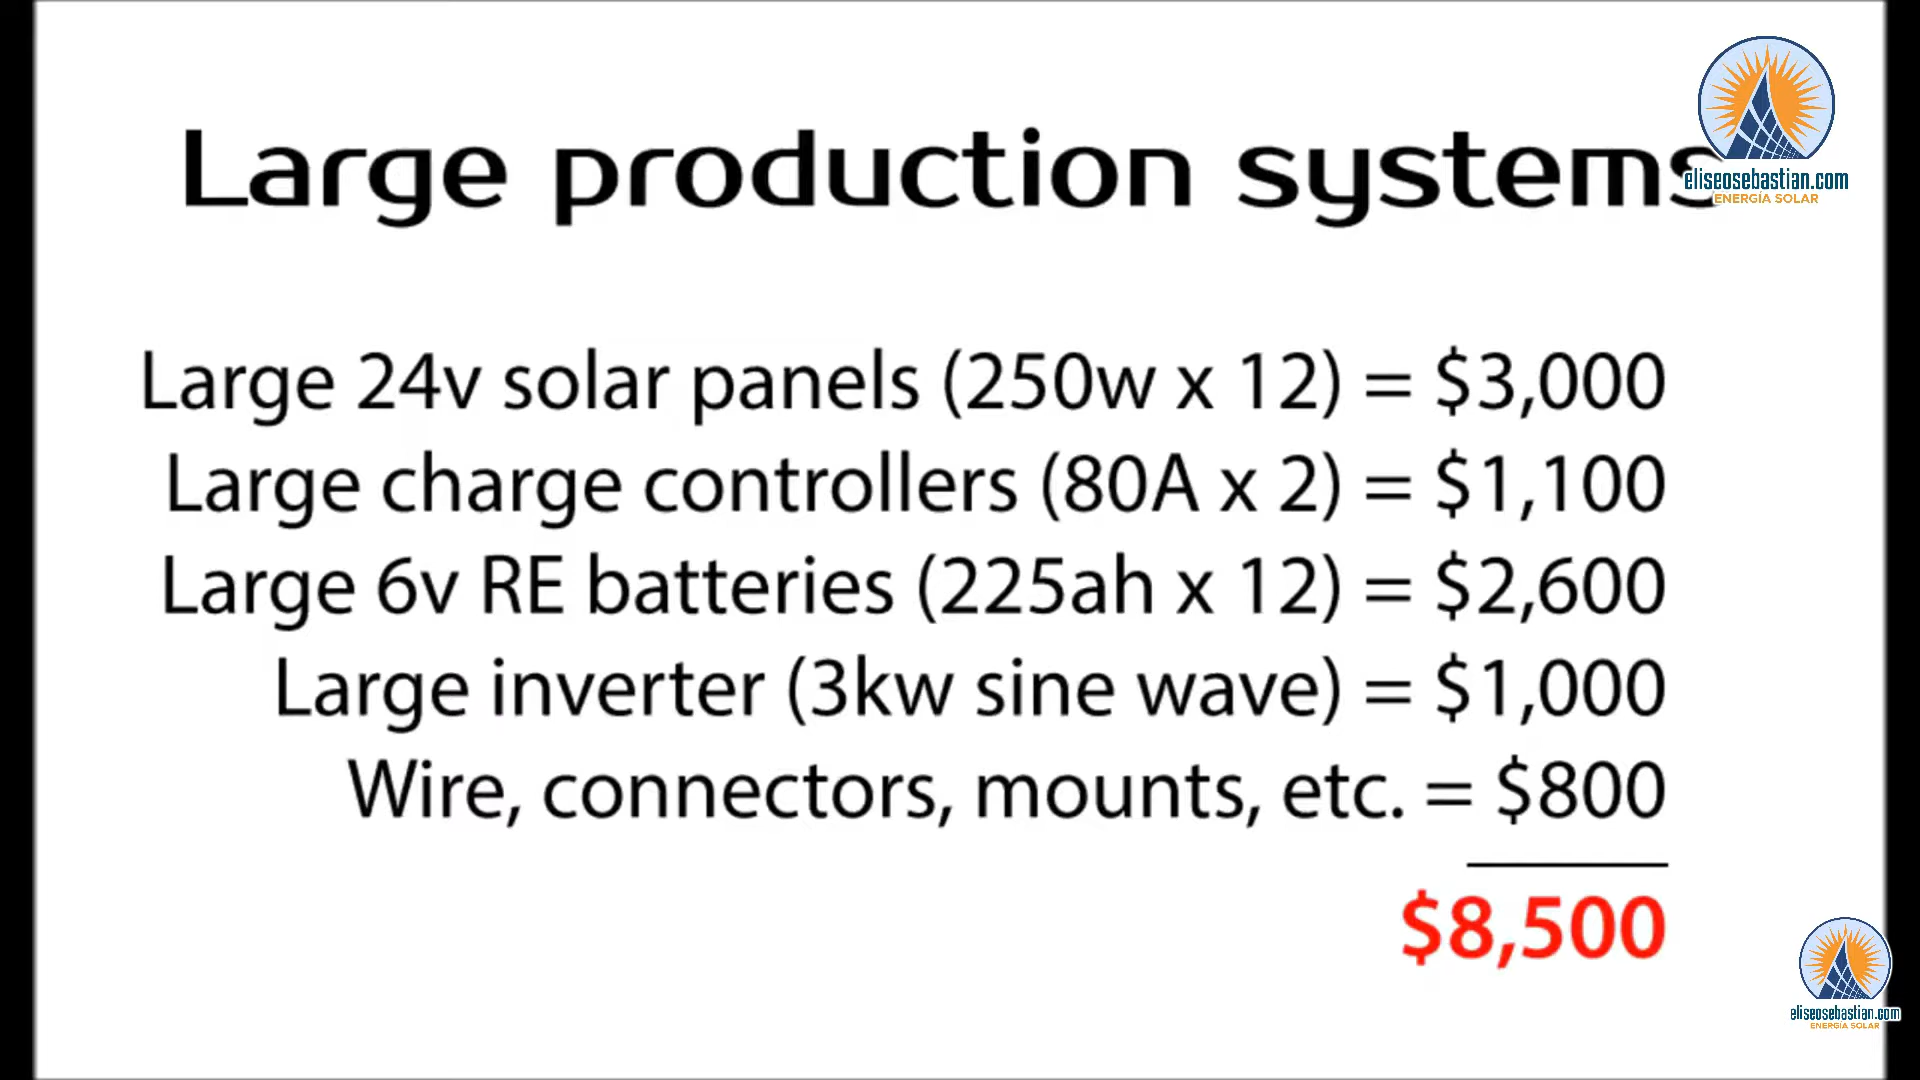 Large production systems
eliseosebastian.com
ENERGÍA SOLAR
Large 24v solar panels (250w x 12) = $3,000
Large charge controllers (80A x 2) = $1,100
Large 6v RE batteries (225ah x 12) = $2,600
Large inverter (3kw sine wave) = $1,000
Wire, connectors, mounts, etc. = $800
$8,500
eliseosebastian.com
ENERGÍA SOLAR